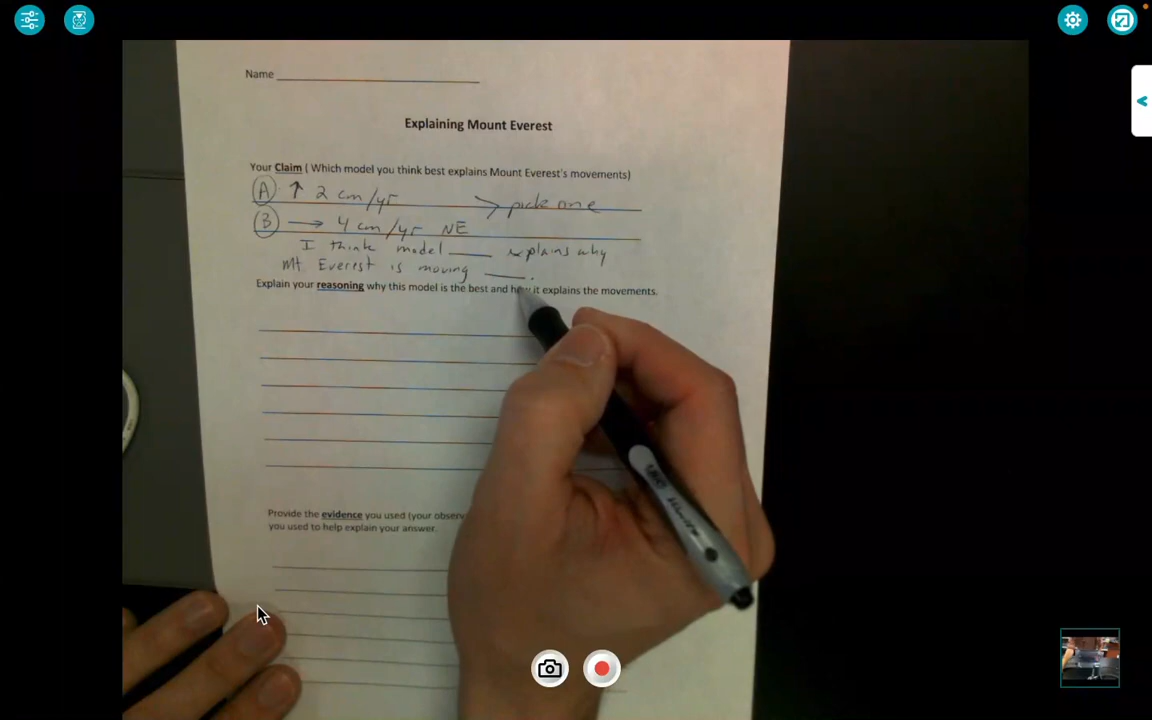 Name
Explaining Mount Everest
Your Claim ( Which model you think best explains Mount Everest's movements)
A ↑ 2 cm/yr > pick one
B → 4 cm/yr NE
I think model ____ explains why
Mt Everest is moving ____.
Explain your reasoning why this model is the best and how it explains the movements.
Provide the evidence you used (your
you used to help explain your answer.